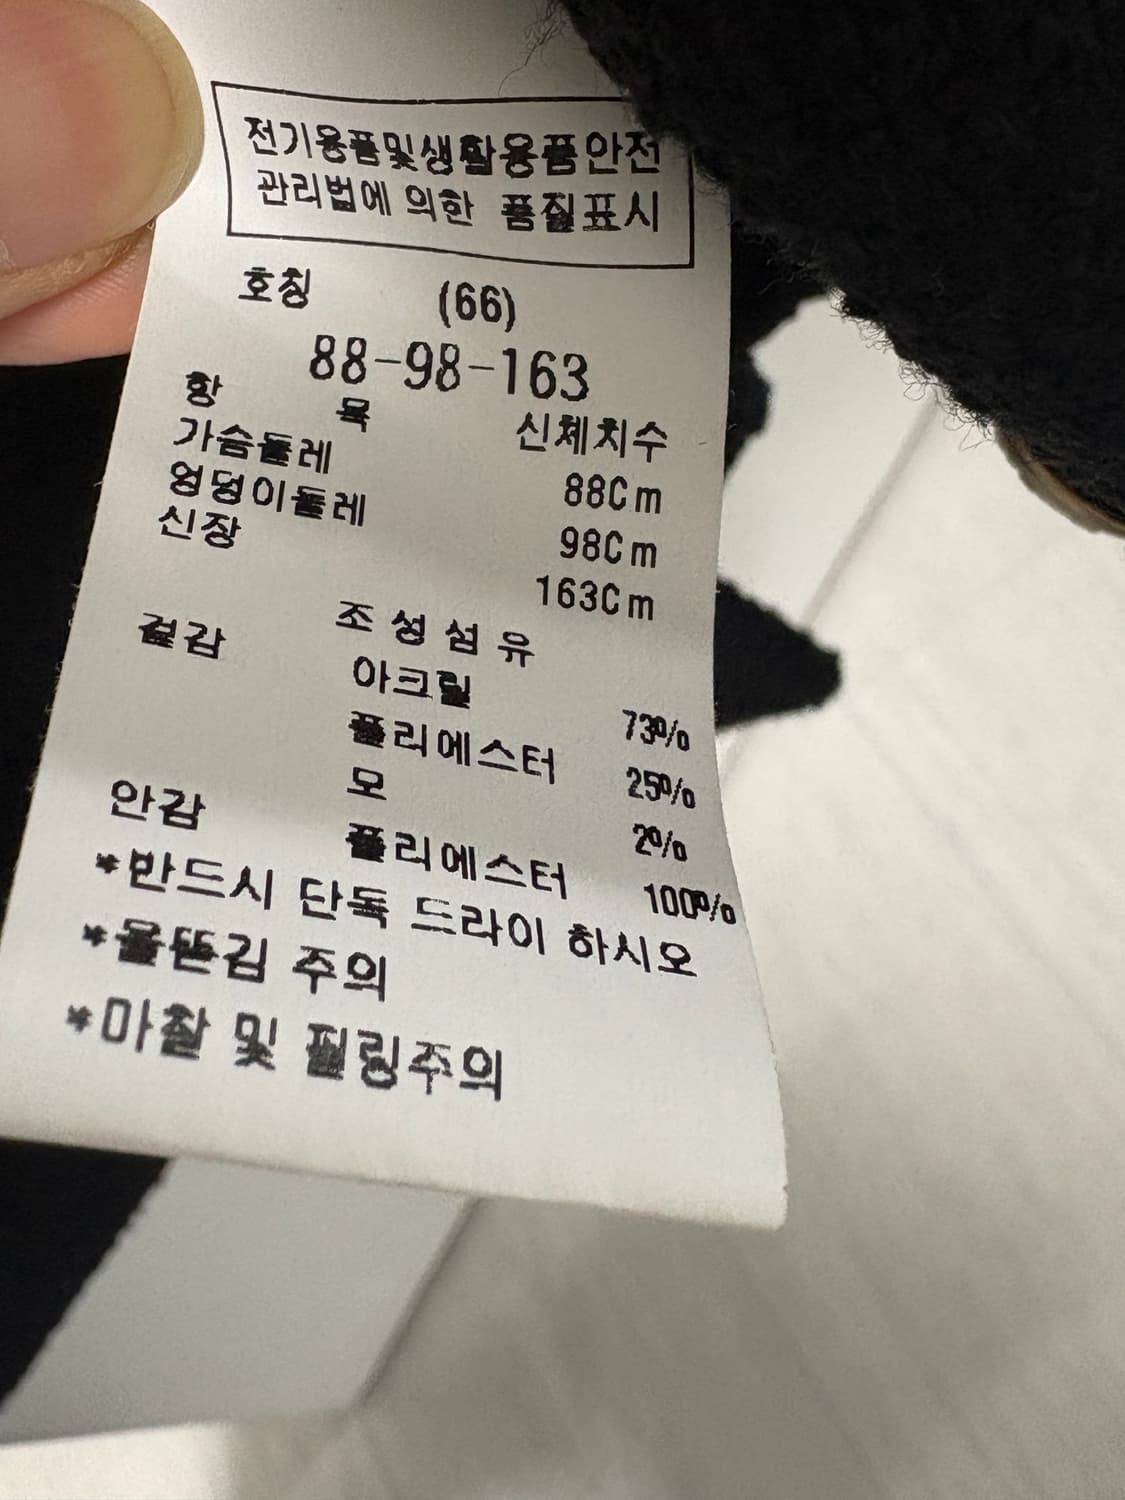 전기용품및생활용품안전
관리법에 의한 품질표시
호칭 (66)
88-98-163
항 목 신체치수
가슴둘레 88Cm
엉덩이둘레 98Cm
신장 163Cm
조성섬유
겉감 아크릴 73%
폴리에스터 25%
모 2%
안감 폴리에스터 100%
*반드시 단독 드라이 하시오
*올뜯김 주의
*마찰 및 필링주의